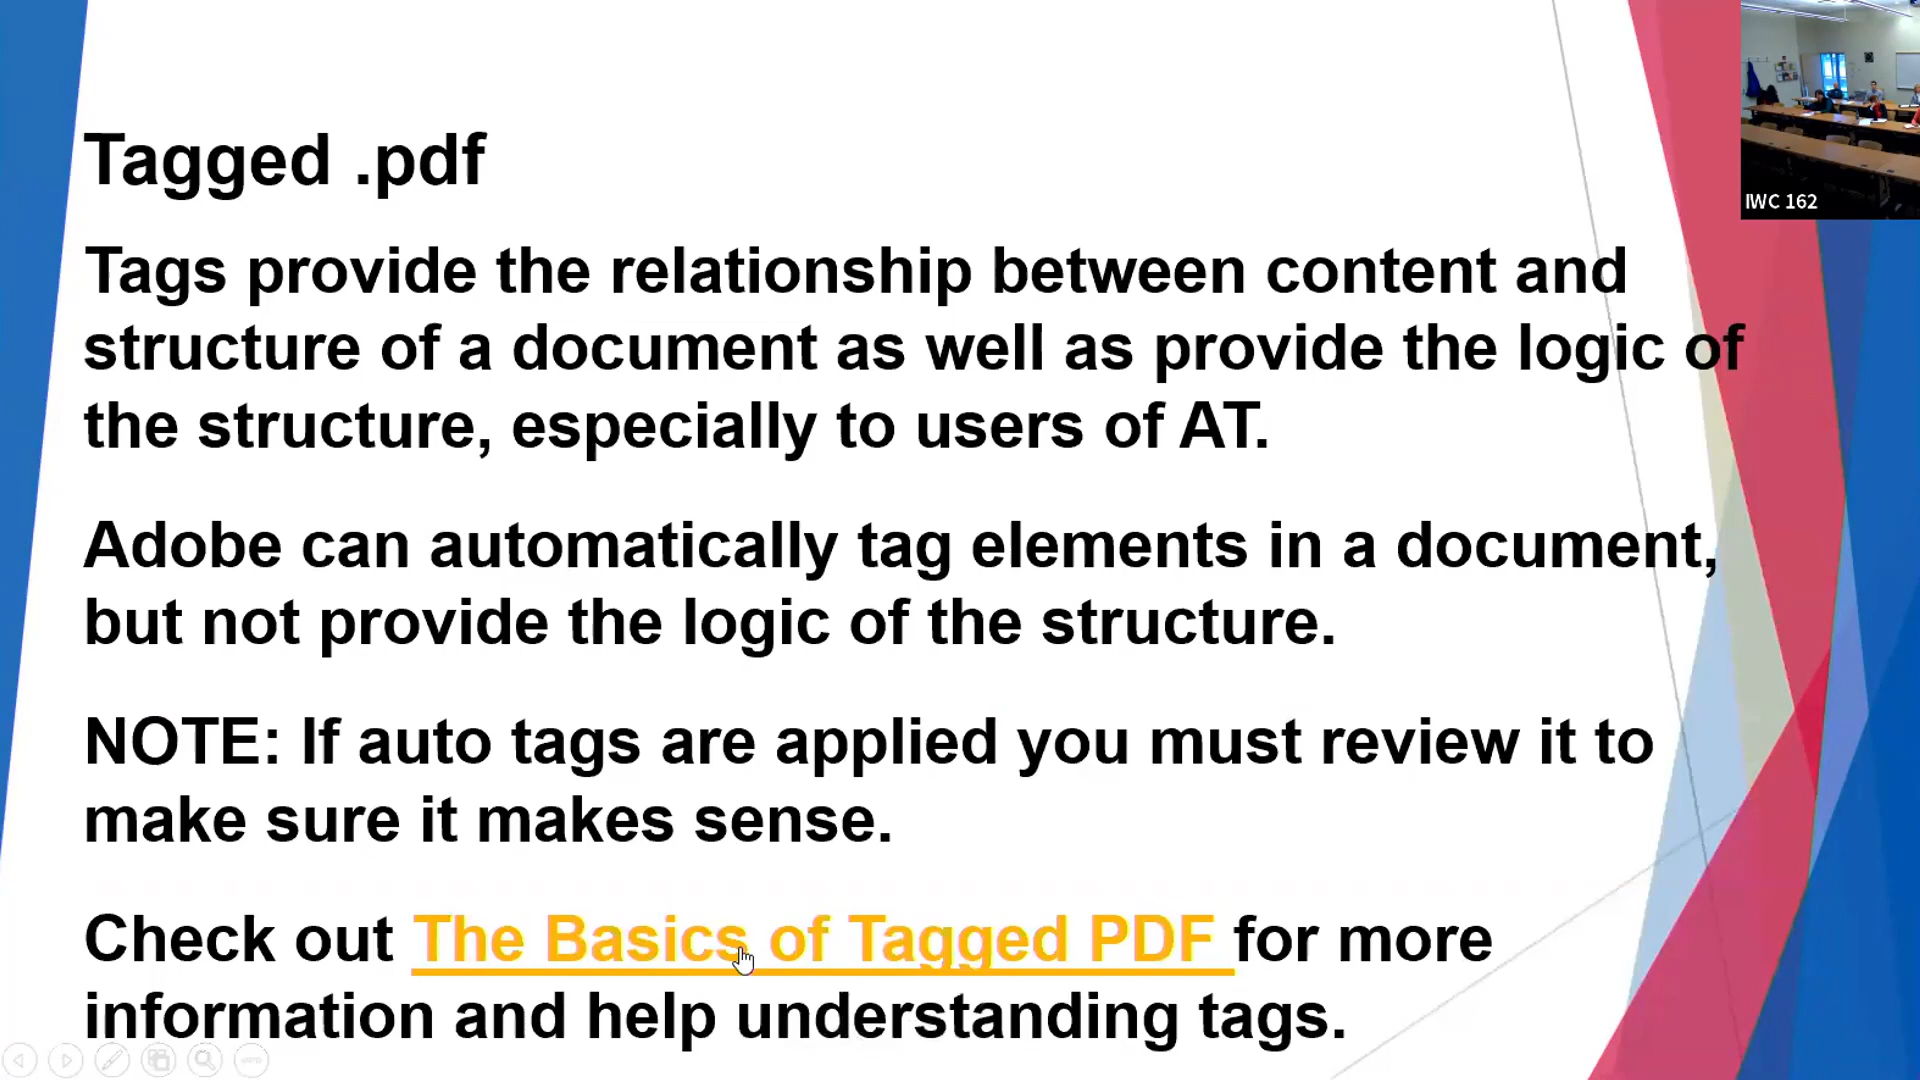 Tagged .pdf
Tags provide the relationship between content and
structure of a document as well as provide the logic of
the structure, especially to users of AT.
Adobe can automatically tag elements in a document,
but not provide the logic of the structure.
NOTE: If auto tags are applied you must review it to
make sure it makes sense.
Check out The Basics of Tagged PDF for more
information and help understanding tags.
IWC 162